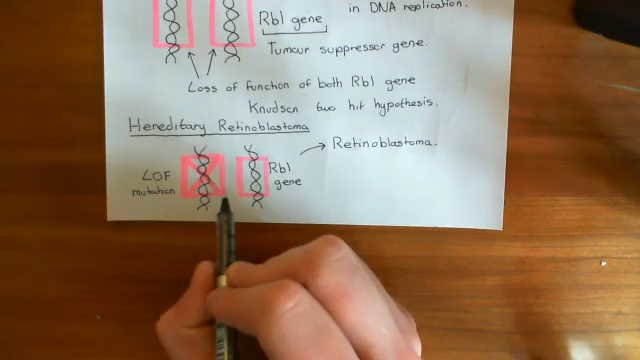 in DNA replication.
Rb1 gene
Tumour suppressor gene.
Loss of function of both Rb1 gene
Knudson two hit hypothesis.
Hereditary Retinoblastoma
Retinoblastoma.
LOF
mutation
Rb1
gene